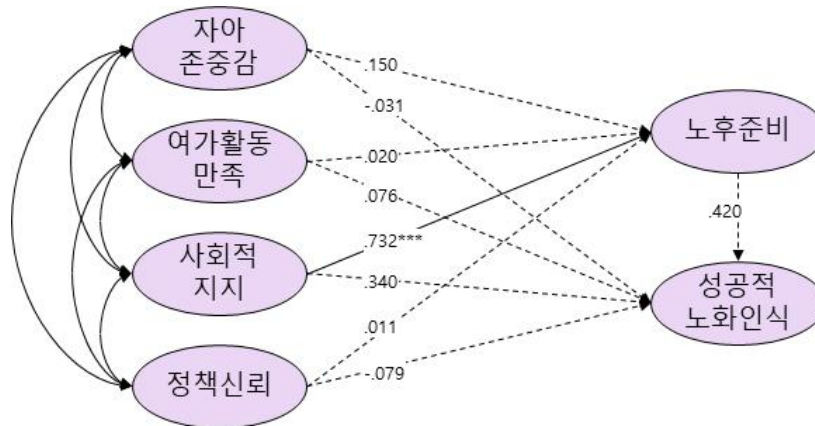 자아
존중감
.150
-.031
노후준비
여가활동
만족
.020
.076
.420
사회적
지지
.732***
.340
성공적
노화인식
.011
-.079
정책신뢰